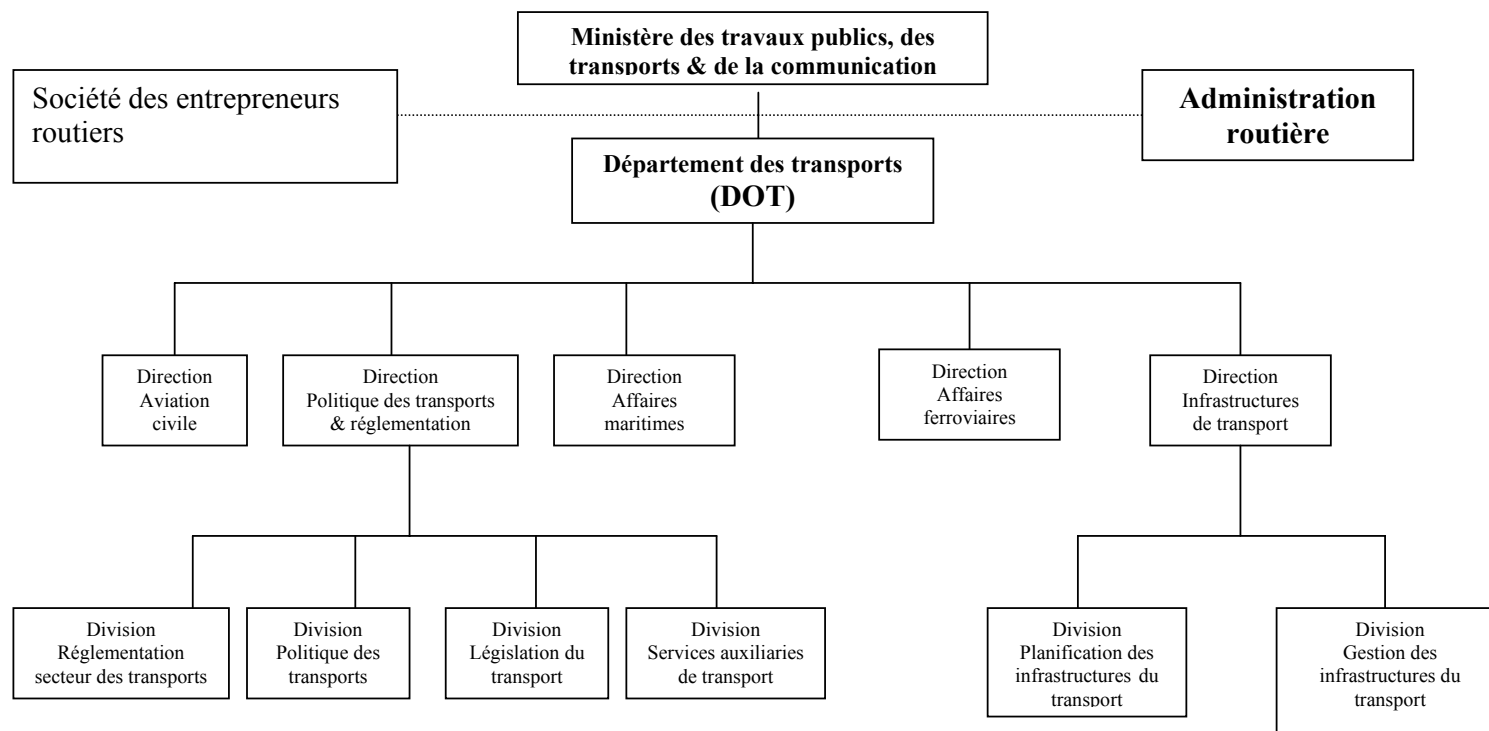 Ministère des travaux publics, des
transports & de la communication
Société des entrepreneurs
routiers
Administration
routière
Département des transports
(DOT)
Direction
Aviation
civile
Direction
Politique des transports
& réglementation
Direction
Affaires
maritimes
Direction
Affaires
ferroviaires
Direction
Infrastructures
de transport
Division
Réglementation
secteur des transports
Division
Politique des
transports
Division
Législation du
transport
Division
Services auxiliaries
de transport
Division
Planification des
infrastructures du
transport
Division
Gestion des
infrastructures du
transport